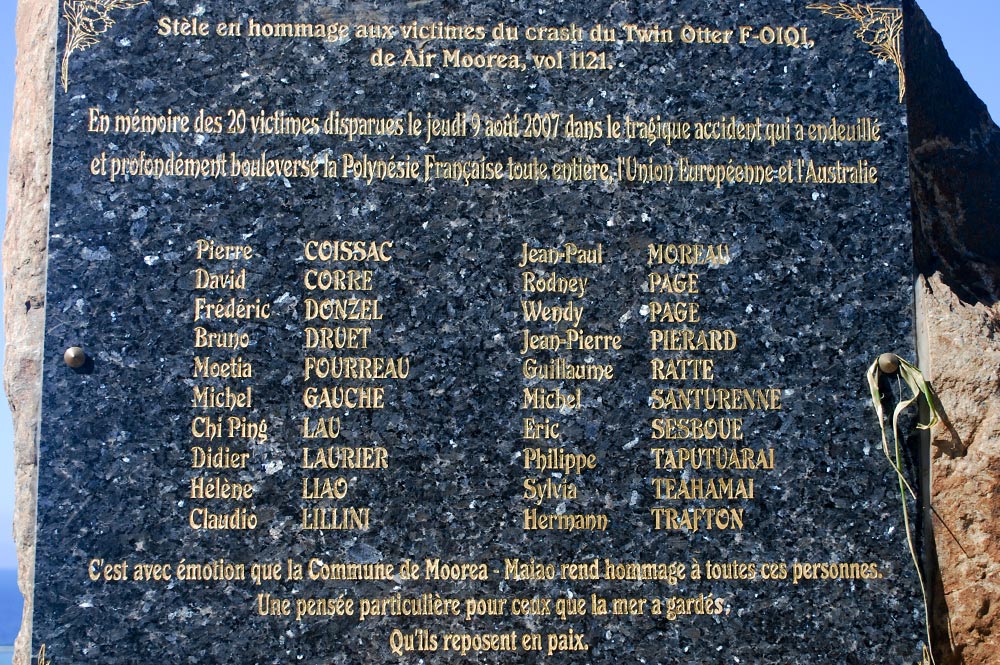 Stèle en hommage aux victimes du crash du Twin Otter F-OIQI,
de Air Moorea, vol 1121.
En mémoire des 20 victimes disparues le jeudi 9 août 2007 dans le tragique accident qui a endeuillé
et profondément bouleversé la Polynésie Française toute entière, l'Union Européenne et l'Australie
Pierre COISSAC Jean-Paul MOREAU
David CORRE Rodney PAGE
Frédéric DONZEL Wendy PAGE
Bruno DRUET Jean-Pierre PIERARD
Moetia FOURREAU Guillaume RATTE
Michel GAUCHE Michel SANTURENNE
Chi Ping LAU Eric SESBOUE
Didier LAURIER Philippe TAPUTUARAI
Hélène LIAO Sylvia TEAHAMAI
Claudio LILLINI Hermann TRAFTON
C'est avec émotion que la Commune de Moorea - Maiao rend hommage à toutes ces personnes.
Une pensée particulière pour ceux que la mer a gardés.
Qu'ils reposent en paix.